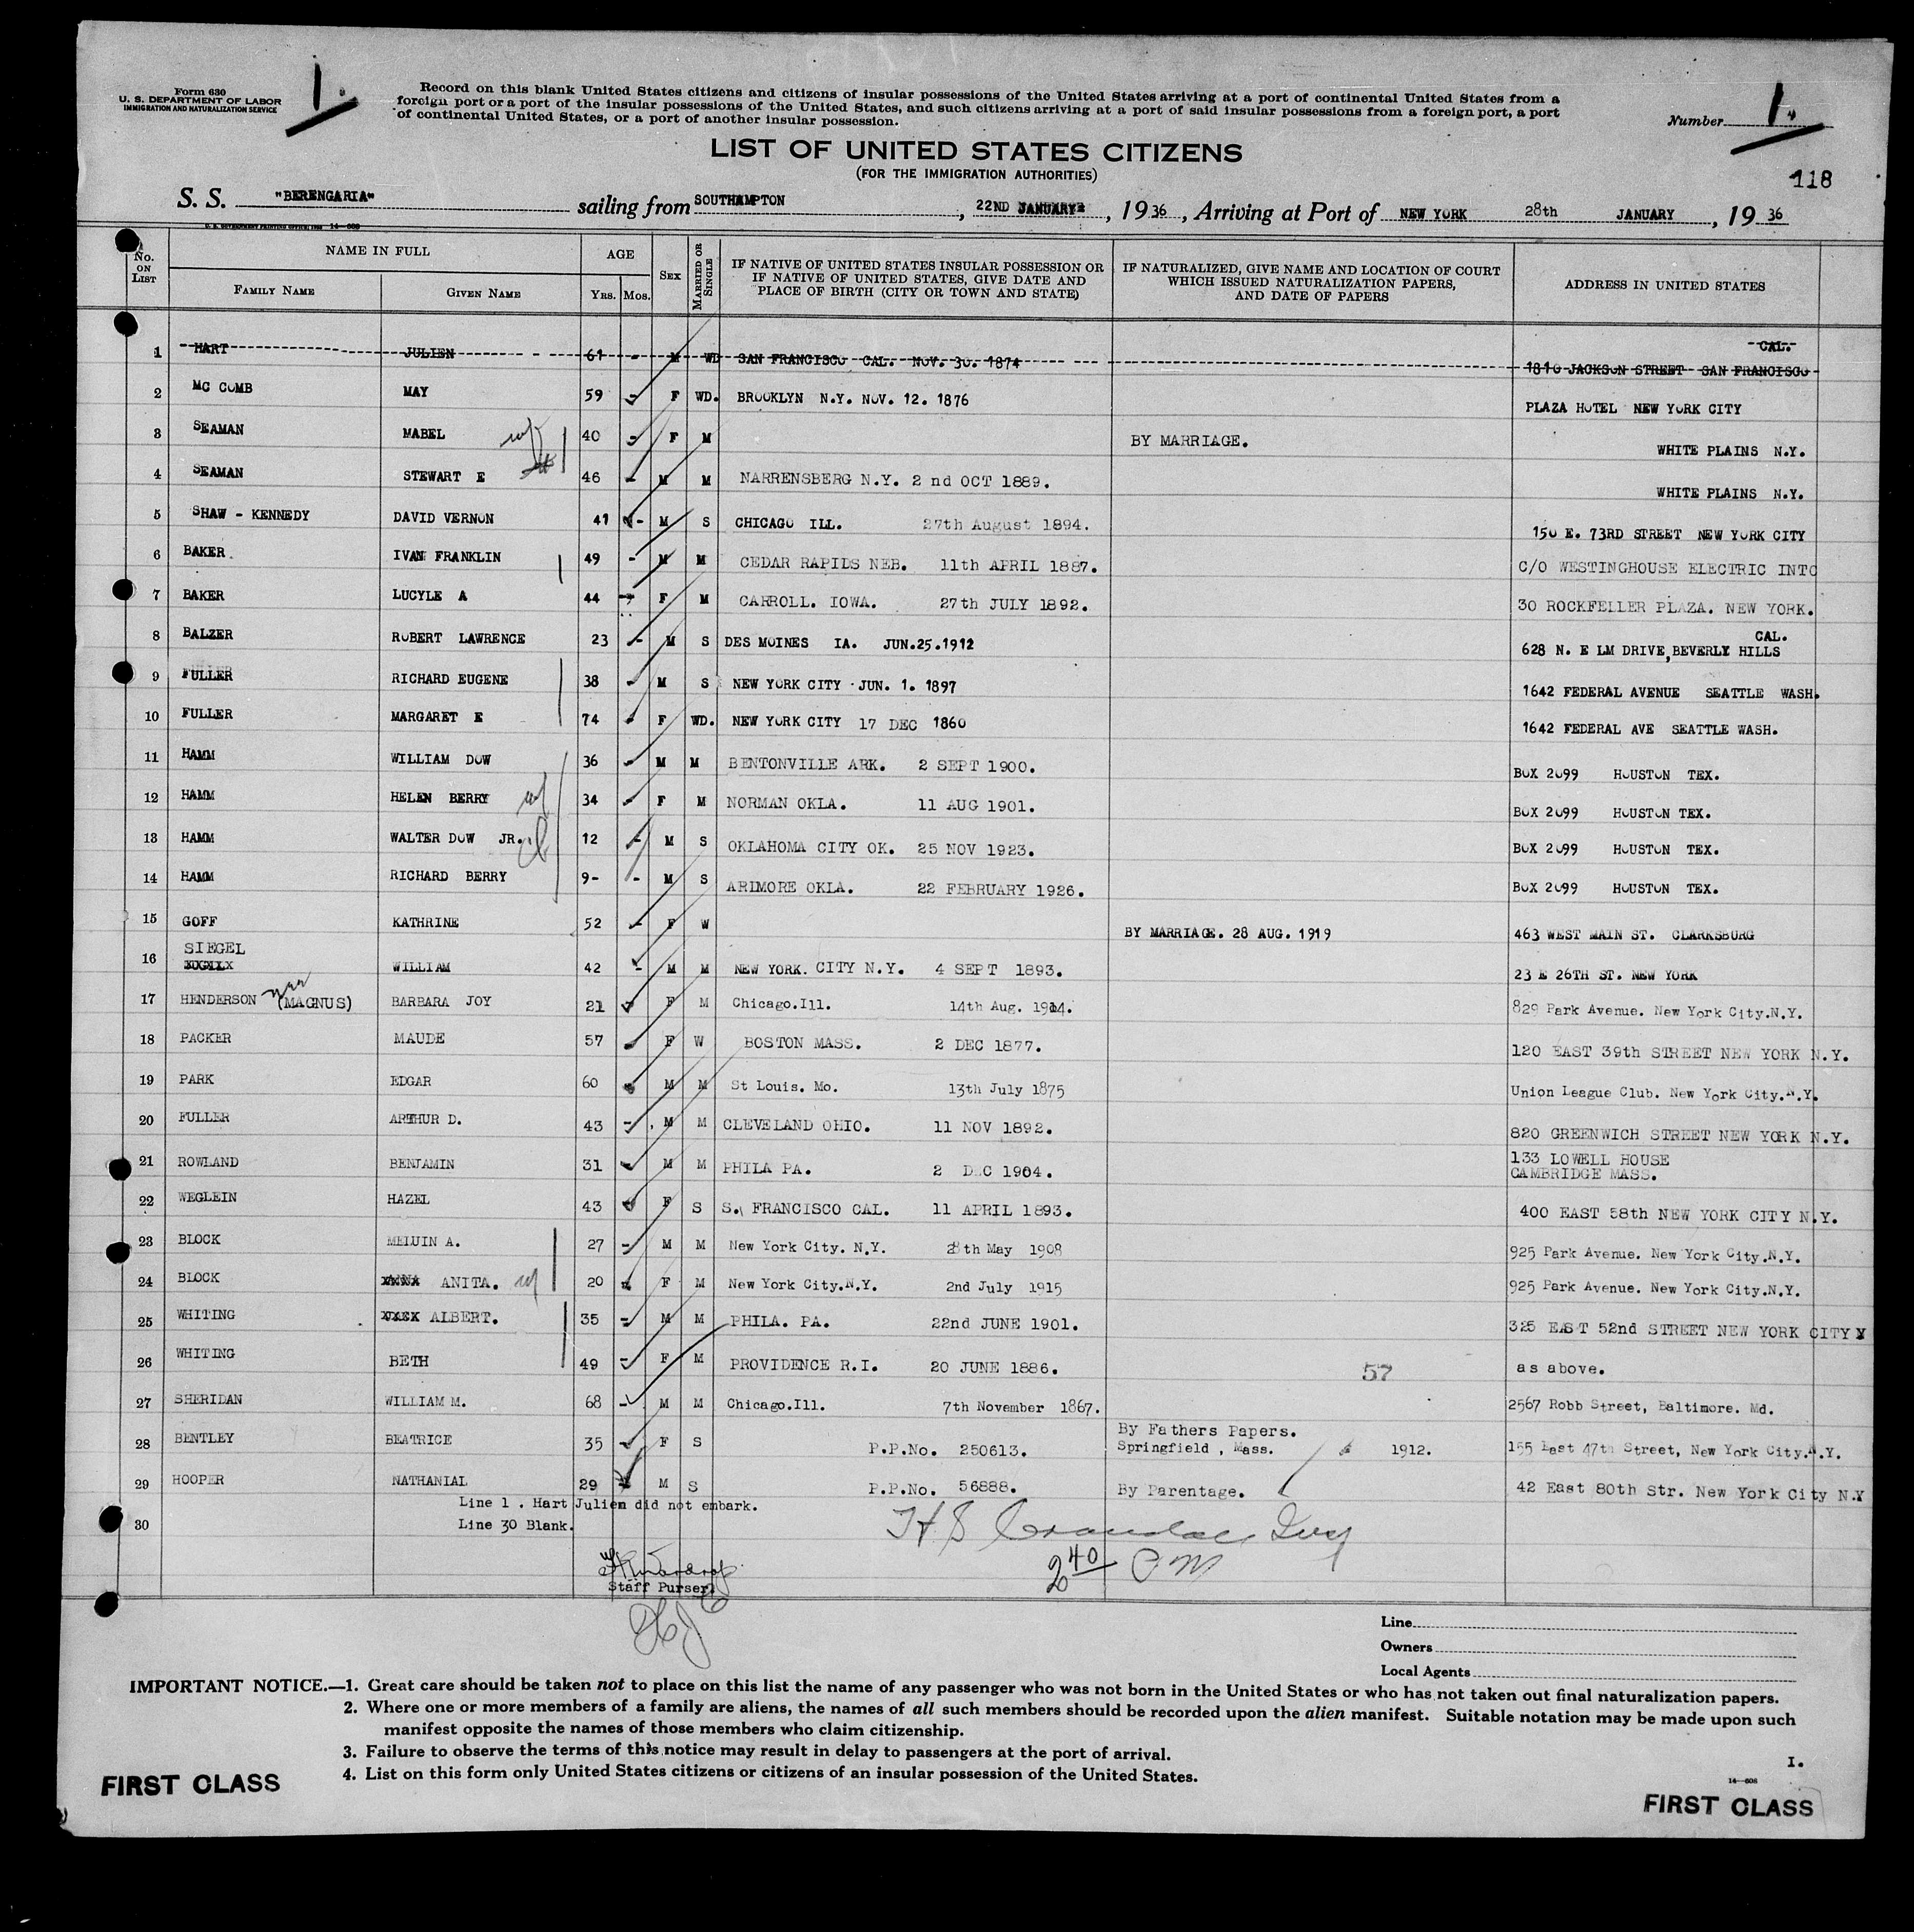 Form 630
U. S. DEPARTMENT OF LABOR
IMMIGRATION AND NATURALIZATION SERVICE
1.
Record on this blank United States citizens and citizens of insular possessions of the United States arriving at a port of continental United States from a
foreign port or a port of the insular possessions of the United States, and such citizens arriving at a port of said insular possessions from a foreign port, a port
of continental United States, or a port of another insular possession.
Number 1.
LIST OF UNITED STATES CITIZENS
(FOR THE IMMIGRATION AUTHORITIES)
118
S. S. "BERENGARIA" sailing from SOUTHAMPTON, 22ND JANUARY, 1936, Arriving at Port of NEW YORK 28th JANUARY, 1936
No. ON LIST NAME IN FULL AGE SEX MARRIED OR SINGLE IF NATIVE OF UNITED STATES INSULAR POSSESSION OR IF NATIVE OF UNITED STATES, GIVE DATE AND PLACE OF BIRTH (CITY OR TOWN AND STATE) IF NATURALIZED, GIVE NAME AND LOCATION OF COURT WHICH ISSUED NATURALIZATION PAPERS, AND DATE OF PAPERS ADDRESS IN UNITED STATES
FAMILY NAME GIVEN NAME YRS. MOS.
1 HART JULIEN 61 - M WD SAN FRANCISCO CAL. NOV. 30. 1874 1810 JACKSON STREET SAN FRANCISCO CAL.
2 MC COMB MAY 59 - F WD. BROOKLYN N.Y. NOV. 12. 1876 PLAZA HOTEL NEW YORK CITY
3 SEAMAN MABEL wf 40 - F M BY MARRIAGE. WHITE PLAINS N.Y.
4 SEAMAN STEWART E 46 - M M NARRENSBERG N.Y. 2 nd OCT 1889. WHITE PLAINS N.Y.
5 SHAW - KENNEDY DAVID VERNON 41 - M S CHICAGO ILL. 27th August 1894. 150 E. 73RD STREET NEW YORK CITY
6 BAKER IVAN FRANKLIN 49 - M M CEDAR RAPIDS NEB. 11th APRIL 1887. C/O WESTINGHOUSE ELECTRIC INTC
7 BAKER LUCYLE A 44 - F M CARROLL. IOWA. 27th JULY 1892. 30 ROCKFELLER PLAZA. NEW YORK.
8 BALZER ROBERT LAWRENCE 23 - M S DES MOINES IA. JUN.25.1912 628 N. E LM DRIVE, BEVERLY HILLS CAL.
9 FULLER RICHARD EUGENE 38 - M S NEW YORK CITY JUN. 1. 1897 1642 FEDERAL AVENUE SEATTLE WASH.
10 FULLER MARGARET E 74 - F WD. NEW YORK CITY 17 DEC 1860 1642 FEDERAL AVE SEATTLE WASH.
11 HAMM WILLIAM DOW 36 - M M BENTONVILLE ARK. 2 SEPT 1900. BOX 2099 HOUSTON TEX.
12 HAMM HELEN BERRY wf 34 - F M NORMAN OKLA. 11 AUG 1901. BOX 2099 HOUSTON TEX.
13 HAMM WALTER DOW JR. 12 - M S OKLAHOMA CITY OK. 25 NOV 1923. BOX 2099 HOUSTON TEX.
14 HAMM RICHARD BERRY 9- - M S ARIMORE OKLA. 22 FEBRUARY 1926. BOX 2099 HOUSTON TEX.
15 GOFF KATHRINE 52 - F W BY MARRIAGE. 28 AUG. 1919 463 WEST MAIN ST. CLARKSBURG
16 SIEGEL WILLIAM 42 - M M NEW YORK. CITY N.Y. 4 SEPT 1893. 23 E 26TH ST. NEW YORK
17 HENDERSON (MAGNUS) BARBARA JOY 21 - F M Chicago.Ill. 14th Aug. 1914. 829 Park Avenue. New York City.N.Y.
18 PACKER MAUDE 57 - F W BOSTON MASS. 2 DEC 1877. 120 EAST 39th STREET NEW YORK N.Y.
19 PARK EDGAR 60 M M St Louis. Mo. 13th July 1875 Union League Club. New York City.N.Y.
20 FULLER ARTHUR D. 43 - M M CLEVELAND OHIO. 11 NOV 1892. 820 GREENWICH STREET NEW YORK N.Y.
21 ROWLAND BENJAMIN 31 - M M PHILA PA. 2 DEC 1904. 133 LOWELL HOUSE CAMBRIDGE MASS.
22 WEGLEIN HAZEL 43 - F S S. FRANCISCO CAL. 11 APRIL 1893. 400 EAST 58th NEW YORK CITY N.Y.
23 BLOCK MELUIN A. 27 - M M New York City. N.Y. 28th May 1908 925 Park Avenue. New York City.N.Y.
24 BLOCK ANITA. wf 20 - F M New York City.N.Y. 2nd July 1915 925 Park Avenue. New York City.N.Y.
25 WHITING ALBERT. 35 - M M PHILA. PA. 22nd JUNE 1901. 325 EAST 52nd STREET NEW YORK CITY
26 WHITING BETH 49 - F M PROVIDENCE R.I. 20 JUNE 1886. 57 as above.
27 SHERIDAN WILLIAM M. 68 - M M Chicago.Ill. 7th November 1867. 2567 Robb Street, Baltimore. Md.
28 BENTLEY BEATRICE 35 - F S P.P.No. 250613. By Fathers Papers. Springfield, Mass. 1912. 155 East 47th Street, New York City.N.Y.
29 HOOPER NATHANIAL 29 - M S P.P.No. 56888. By Parentage. 42 East 80th Str. New York City N.Y
Line 1 . Hart Julien did not embark.
30 Line 30 Blank.
2 40 PM
Staff Purser.
Line
Owners
Local Agents
IMPORTANT NOTICE.—1. Great care should be taken not to place on this list the name of any passenger who was not born in the United States or who has not taken out final naturalization papers.
2. Where one or more members of a family are aliens, the names of all such members should be recorded upon the alien manifest. Suitable notation may be made upon such
manifest opposite the names of those members who claim citizenship.
3. Failure to observe the terms of this notice may result in delay to passengers at the port of arrival.
4. List on this form only United States citizens or citizens of an insular possession of the United States.
1.
14—608
FIRST CLASS
FIRST CLASS